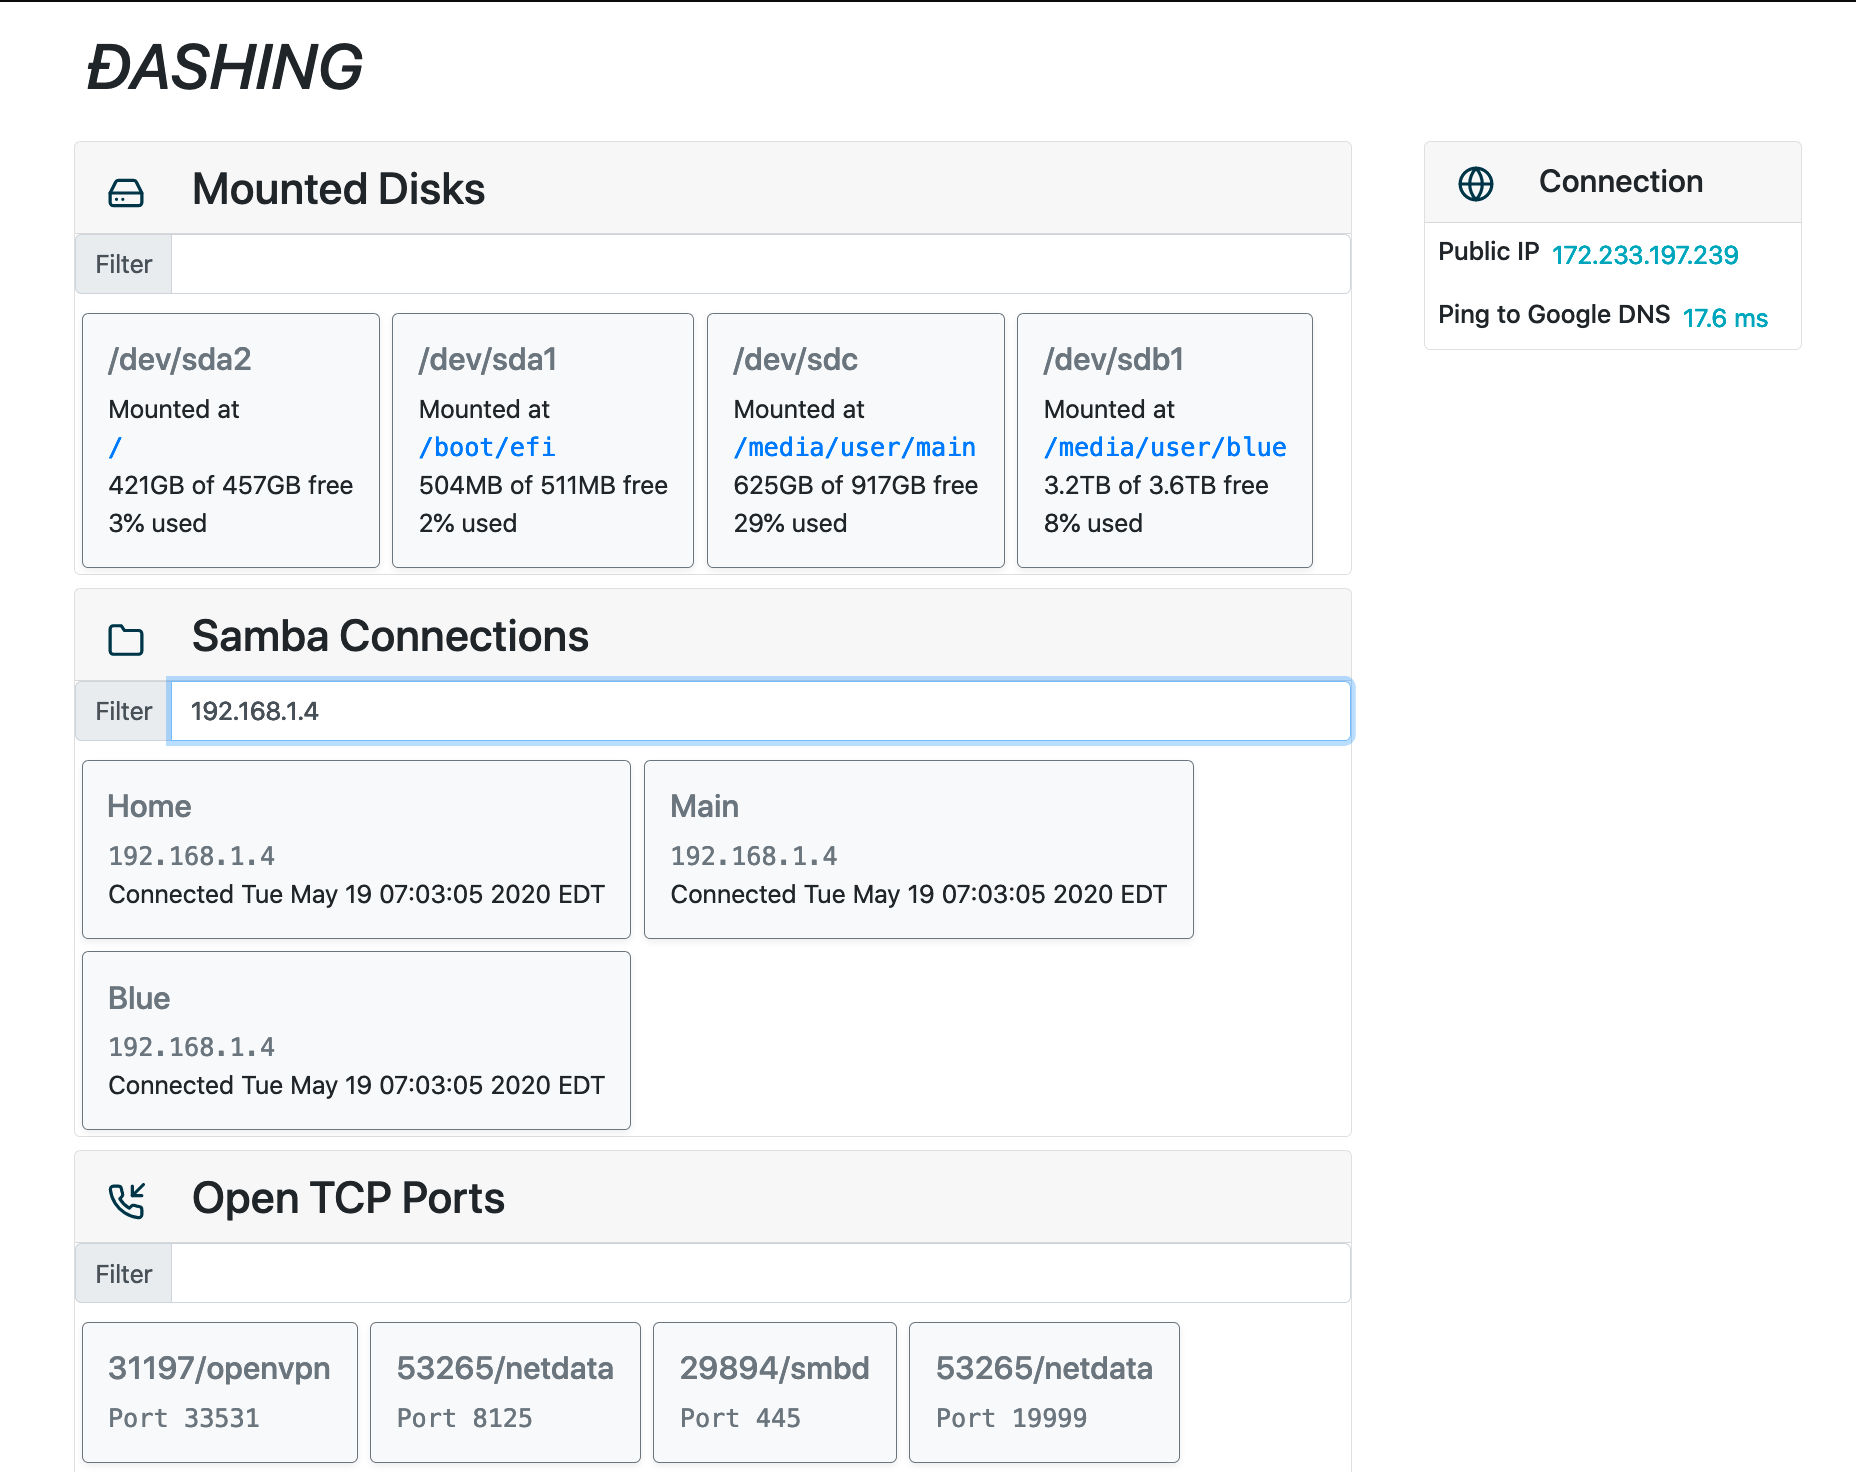 ĐASHING
Mounted Disks
Filter
/dev/sda2
Mounted at
/
421GB of 457GB free
3% used
/dev/sda1
Mounted at
/boot/efi
504MB of 511MB free
2% used
/dev/sdc
Mounted at
/media/user/main
625GB of 917GB free
29% used
/dev/sdb1
Mounted at
/media/user/blue
3.2TB of 3.6TB free
8% used
Samba Connections
Filter 192.168.1.4
Home
192.168.1.4
Connected Tue May 19 07:03:05 2020 EDT
Main
192.168.1.4
Connected Tue May 19 07:03:05 2020 EDT
Blue
192.168.1.4
Connected Tue May 19 07:03:05 2020 EDT
Open TCP Ports
Filter
31197/openvpn
Port 33531
53265/netdata
Port 8125
29894/smbd
Port 445
53265/netdata
Port 19999
Connection
Public IP 172.233.197.239
Ping to Google DNS 17.6 ms